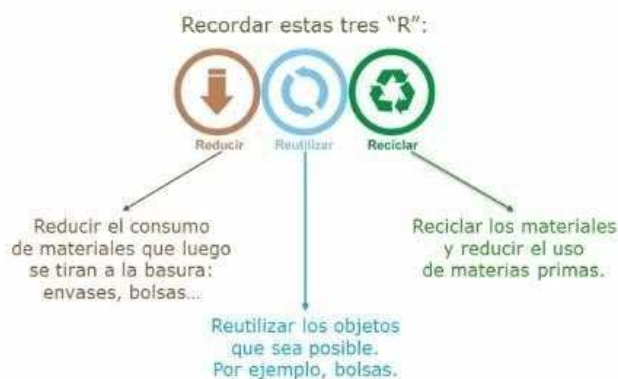 Recordar estas tres “R”:
Reducir
Reutilizar
Reciclar
Reducir el consumo
de materiales que luego
se tiran a la basura:
envases, bolsas...
Reciclar los materiales
y reducir el uso
de materias primas.
Reutilizar los objetos
que sea posible.
Por ejemplo, bolsas.